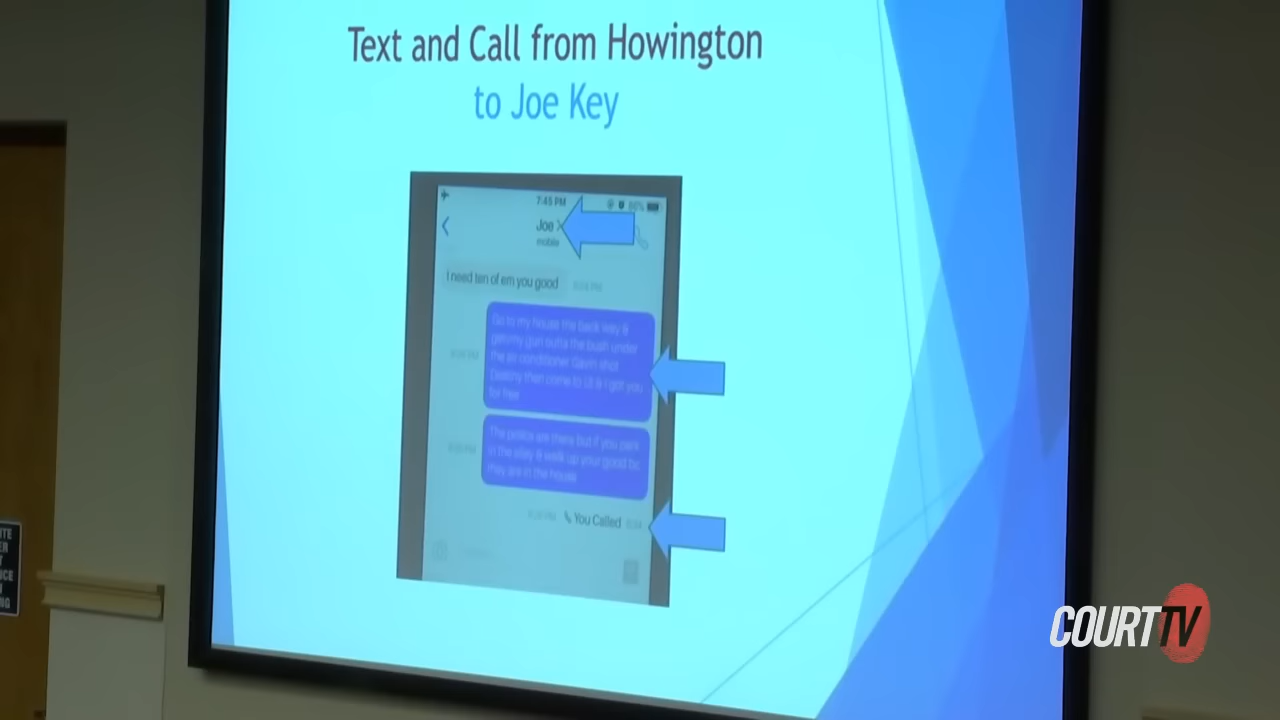 Text and Call from Howington
to Joe Key
7:45 PM
Joe
mobile
I need ten of em you good
Go to my house the back way &
get my gun outta the bush under
the air conditioner Gavin shot
Destiny then come to & I got you
for free
The police are there but if you park
in the alley & walk up your good bc
they are in the house
You Called
COURT TV